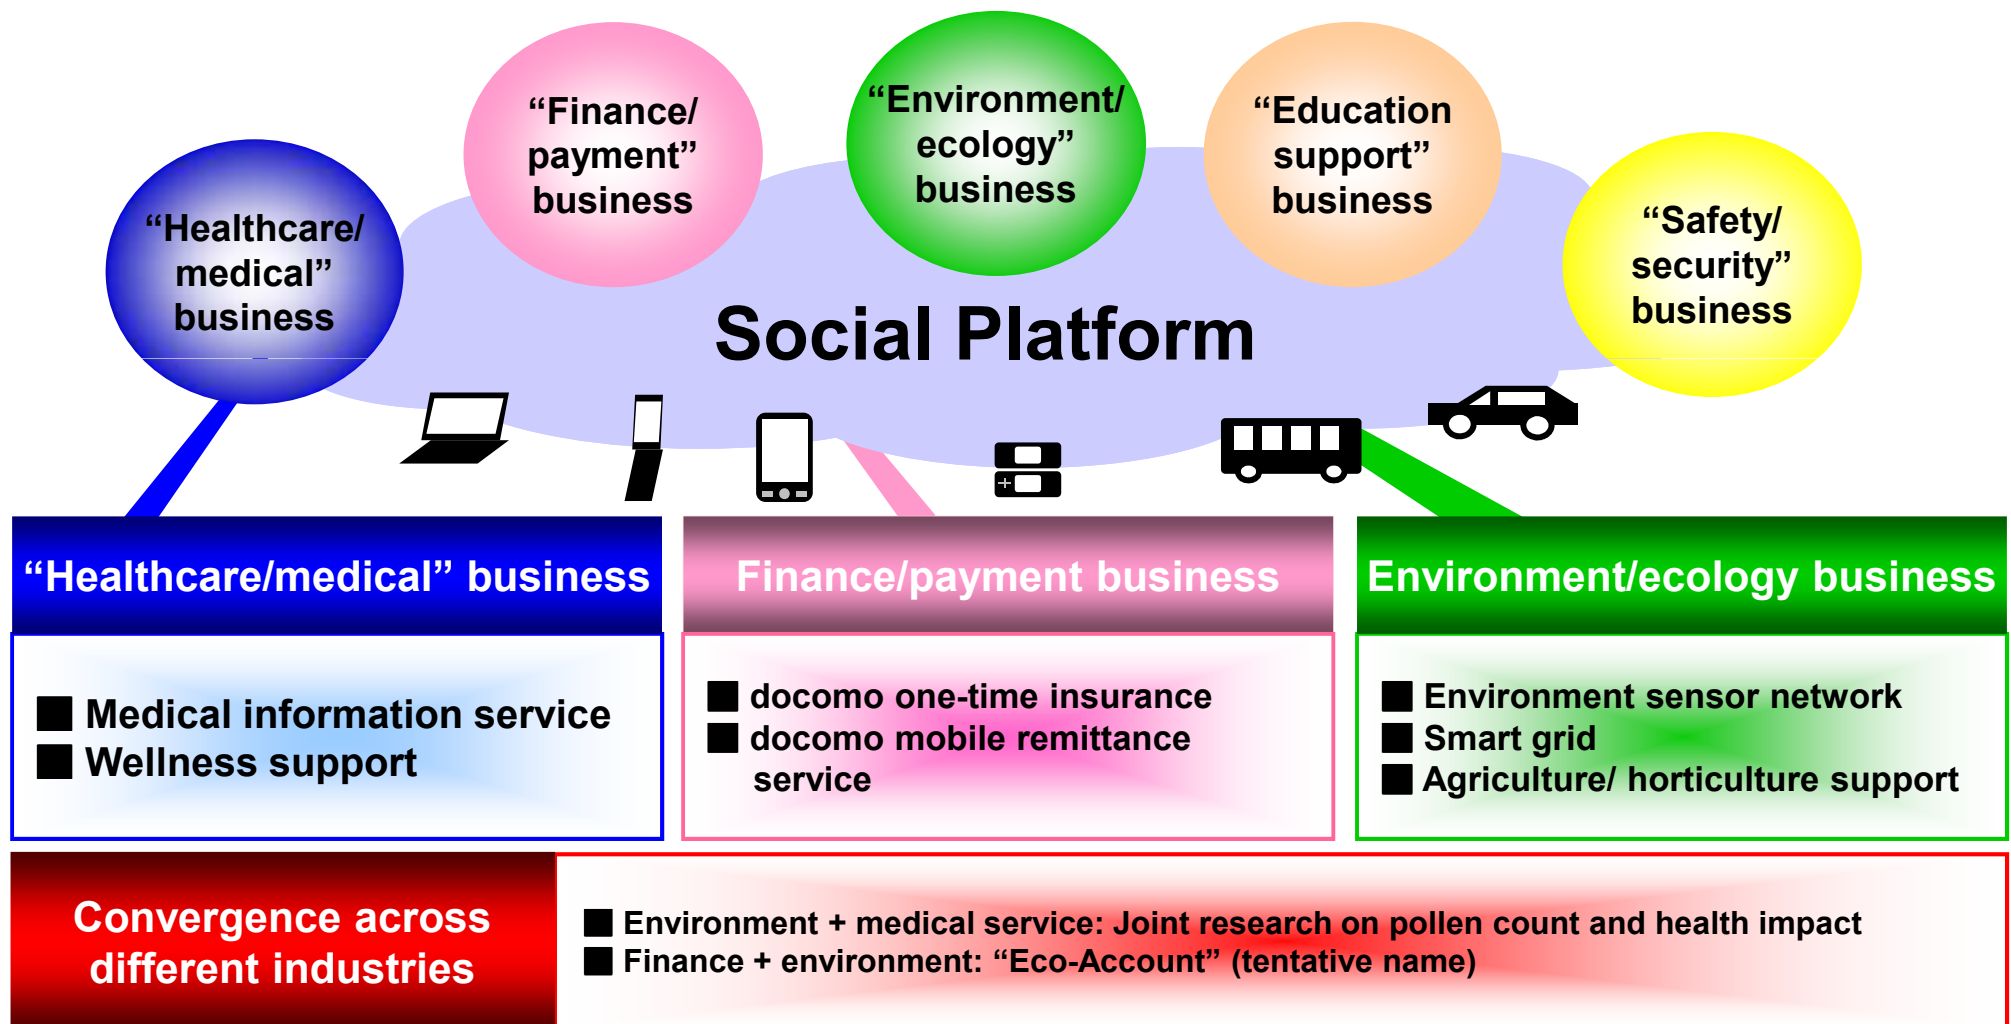 “Healthcare/
medical”
business
“Finance/
payment”
business
“Environment/
ecology”
business
“Education
support”
business
“Safety/
security”
business
Social Platform
“Healthcare/medical” business
■ Medical information service
■ Wellness support
Finance/payment business
■ docomo one-time insurance
■ docomo mobile remittance
service
Environment/ecology business
■ Environment sensor network
■ Smart grid
■ Agriculture/ horticulture support
Convergence across
different industries
■ Environment + medical service: Joint research on pollen count and health impact
■ Finance + environment: “Eco-Account” (tentative name)